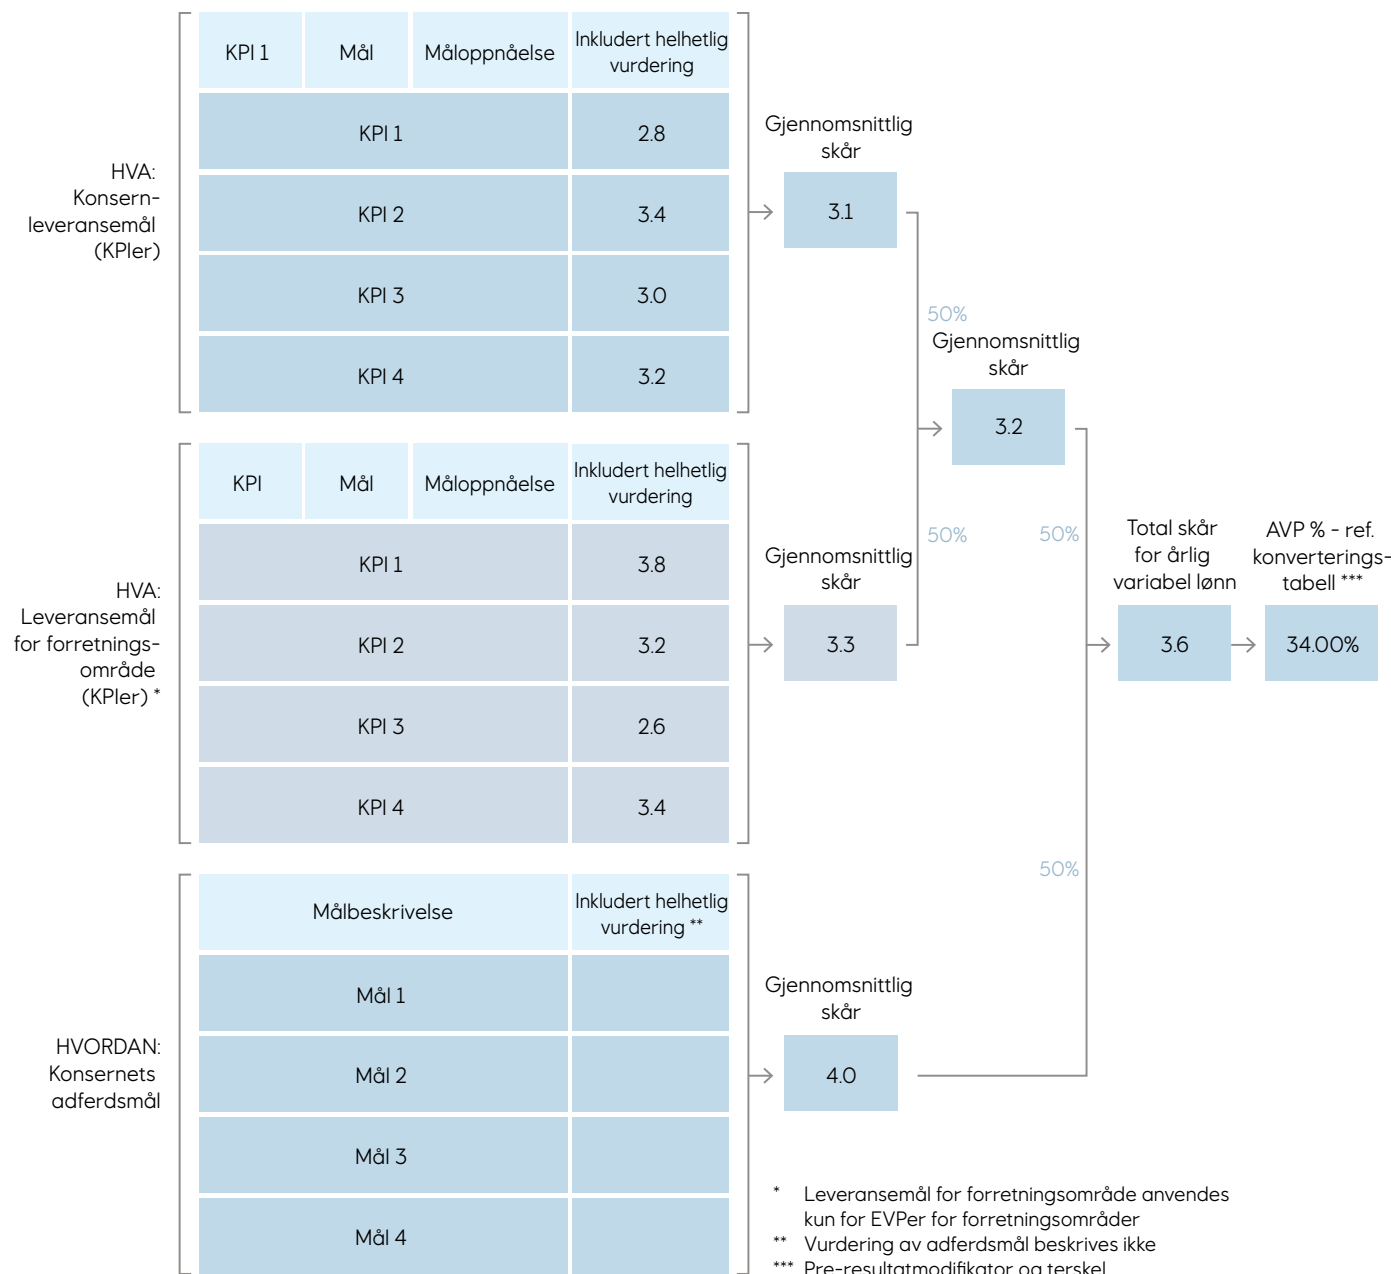 HVA:
Konsern-
leveransemål
(KPIer)
KPI 1
Mål
Måloppnåelse
Inkludert helhetlig
vurdering
KPI 1
2.8
KPI 2
3.4
KPI 3
3.0
KPI 4
3.2
Gjennomsnittlig
skår
3.1
50%
Gjennomsnittlig
skår
3.2
HVA:
Leveransemål
for forretnings-
område
(KPIer) *
KPI
Mål
Måloppnåelse
Inkludert helhetlig
vurdering
KPI 1
3.8
KPI 2
3.2
KPI 3
2.6
KPI 4
3.4
Gjennomsnittlig
skår
3.3
50%
50%
Total skår
for årlig
variabel lønn
3.6
AVP % - ref.
konverterings-
tabell ***
34.00%
HVORDAN:
Konsernets
adferdsmål
Målbeskrivelse
Inkludert helhetlig
vurdering **
Mål 1
Mål 2
Mål 3
Mål 4
Gjennomsnittlig
skår
4.0
50%
* Leveransemål for forretningsområde anvendes
kun for EVPer for forretningsområder
** Vurdering av adferdsmål beskrives ikke
*** Pre-resultatmodifikator og terskel